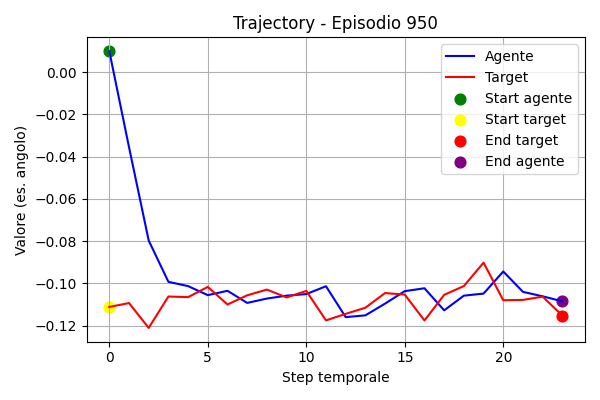 Trajectory - Episodio 950
Agente
Target
Start agente
Start target
End target
End agente
Valore (es. angolo)
0.00
−0.02
−0.04
−0.06
−0.08
−0.10
−0.12
0 5 10 15 20
Step temporale